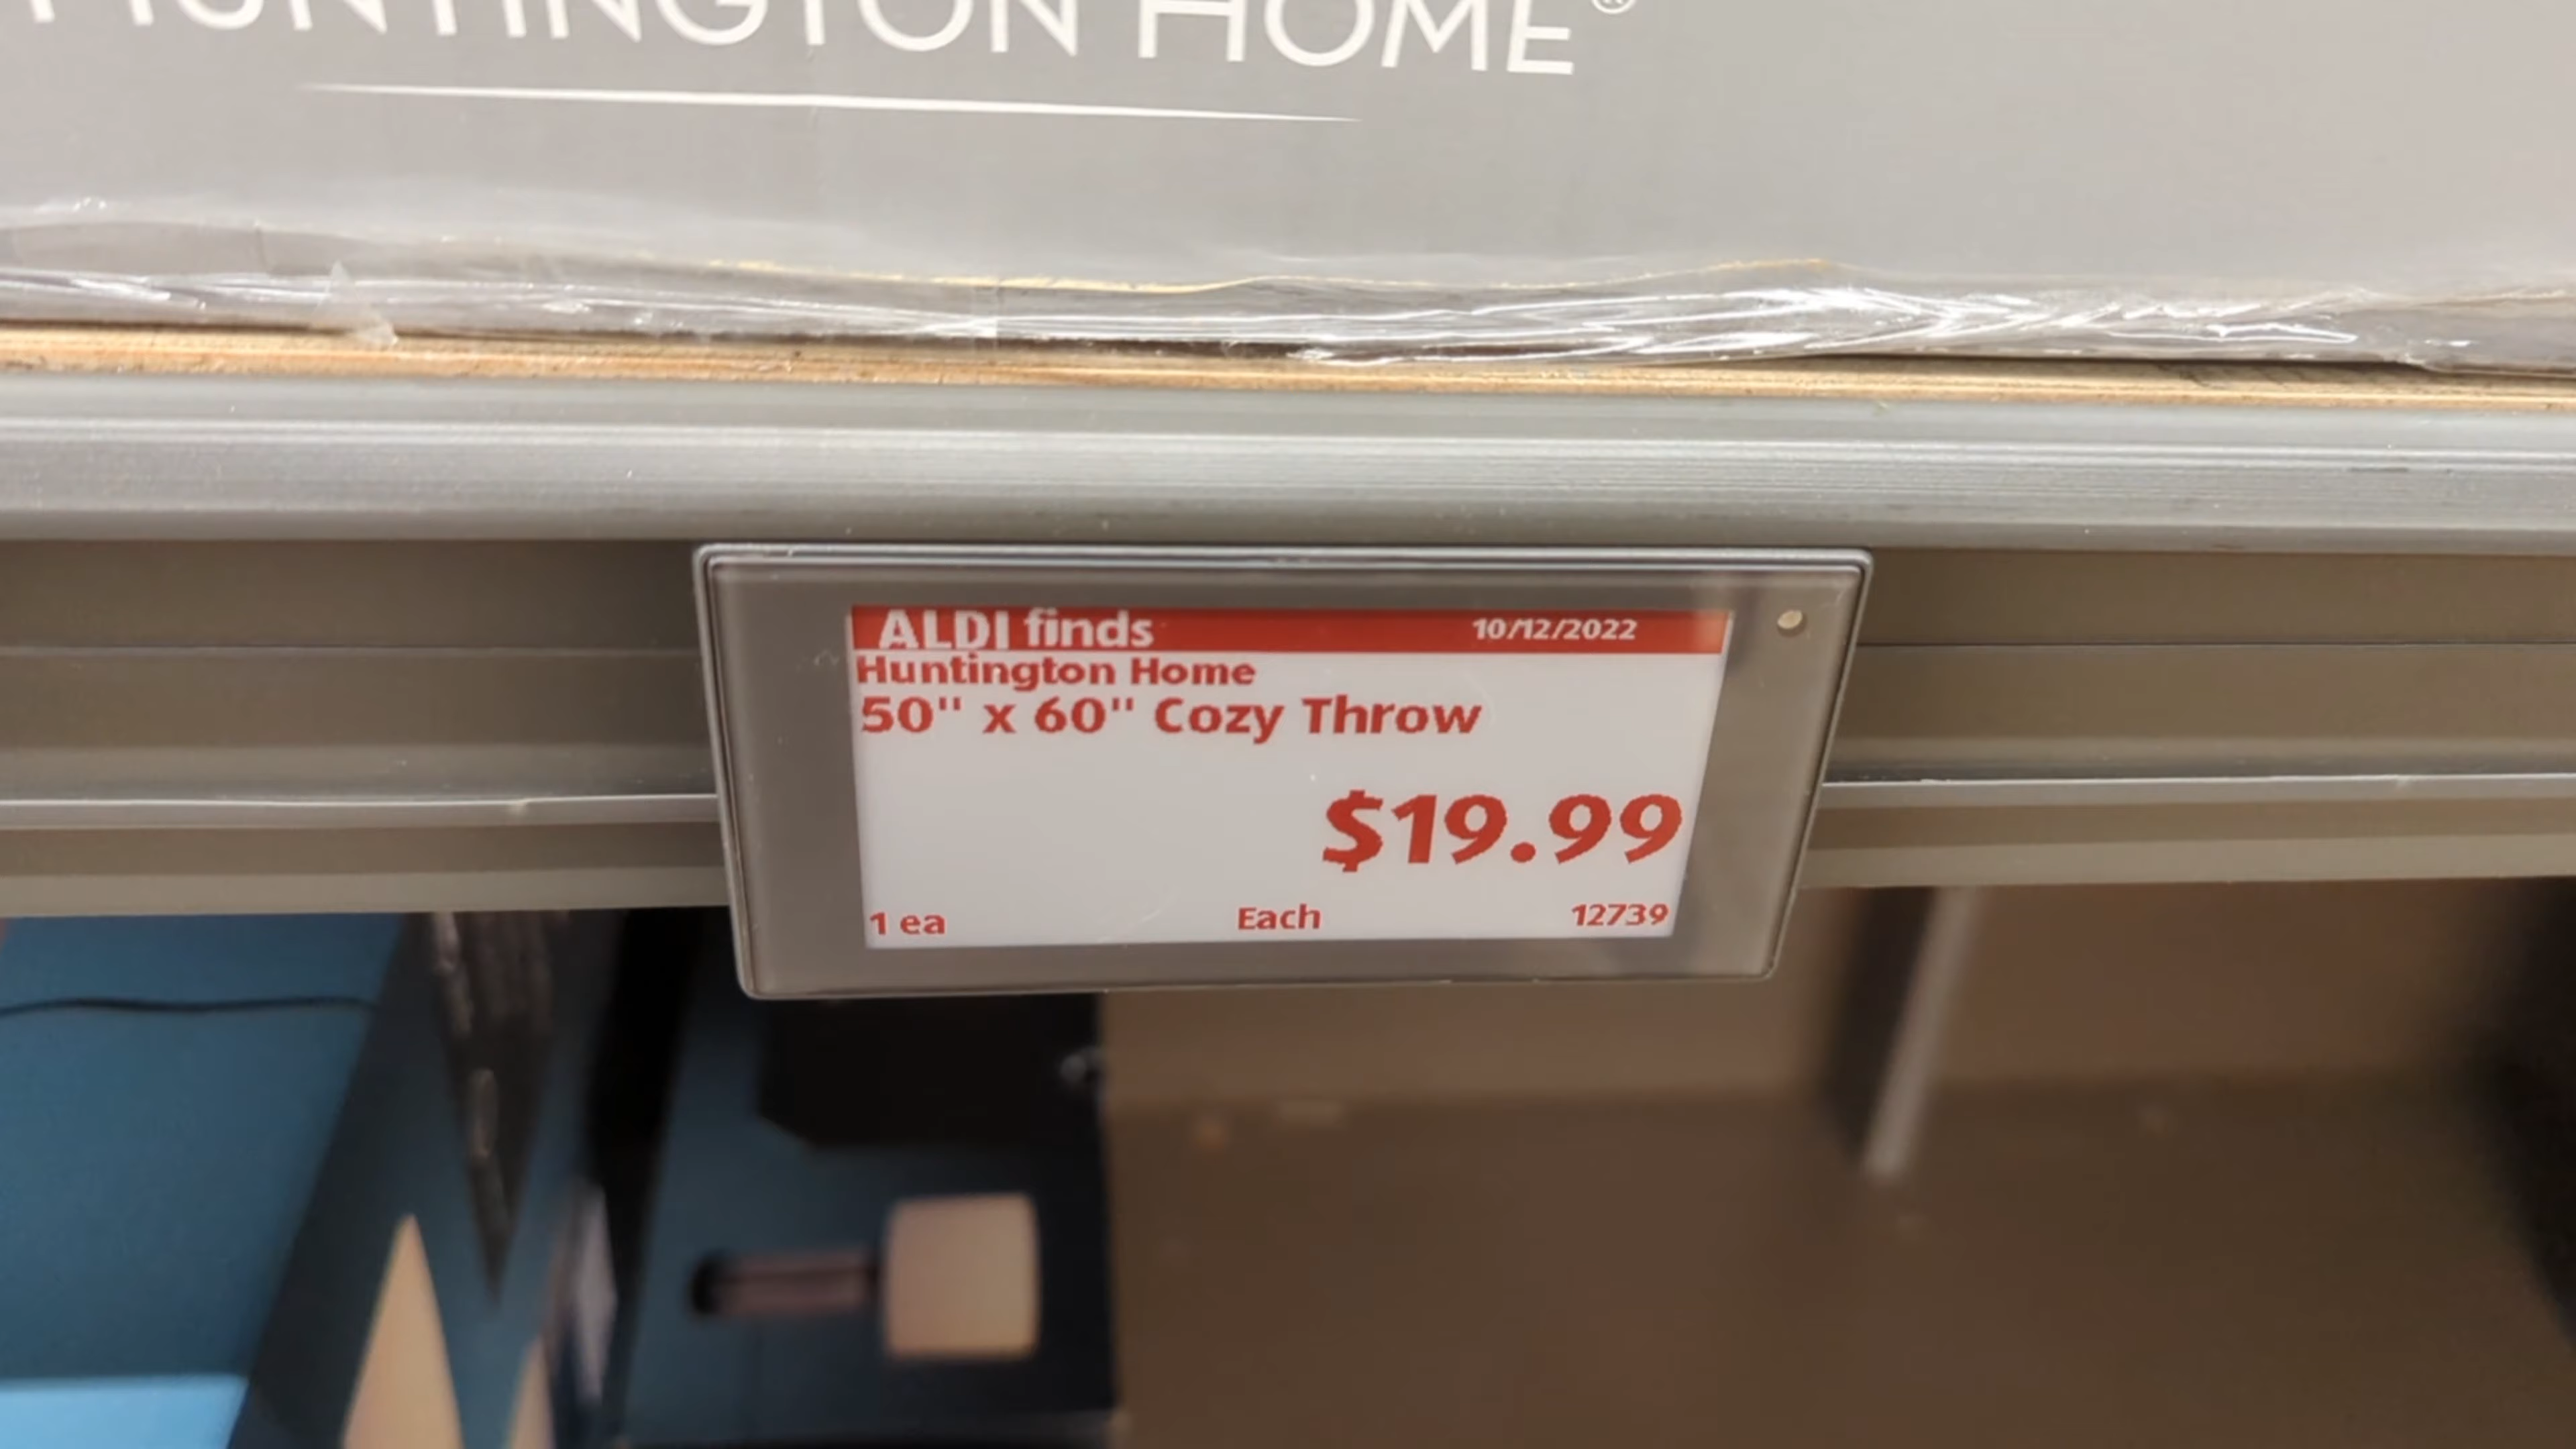 HUNTINGTON HOME®
ALDI finds 10/12/2022
Huntington Home
50" x 60" Cozy Throw
$19.99
1 ea Each 12739